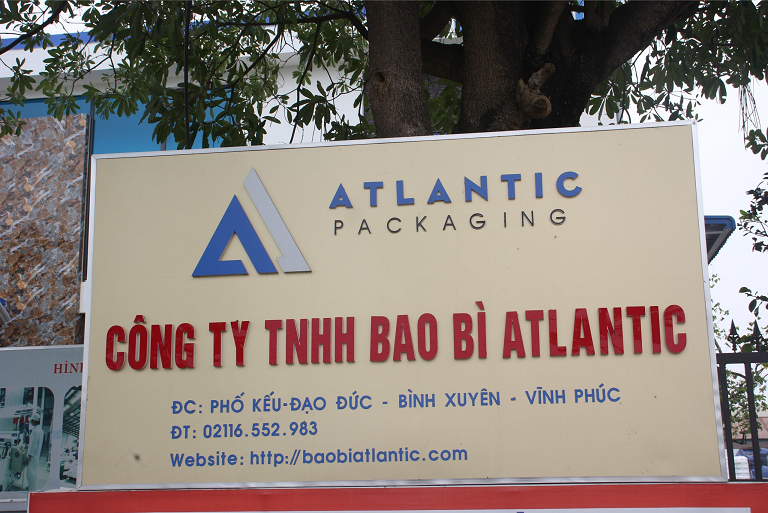 ATLANTIC
PACKAGING
CÔNG TY TNHH BAO BÌ ATLANTIC
ĐC: PHỐ KẾU-ĐẠO ĐỨC - BÌNH XUYÊN - VĨNH PHÚC
ĐT: 02116.552.983
Website: http://baobiatlantic.com
HÌNH